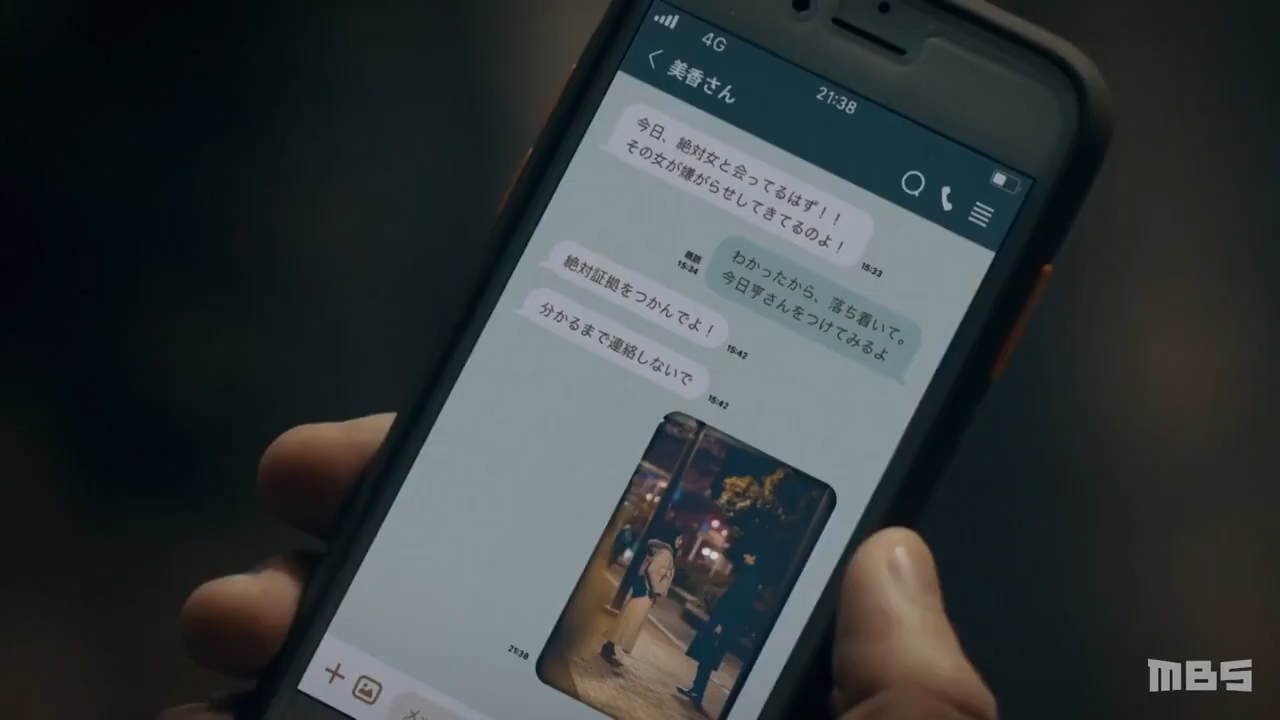 4G
21:38
美香さん
今日、絶対女と会ってるはず！！
その女が嫌がらせしてきてるのよ！
15:33
わかったから、落ち着いて。
今日亨さんをつけてみるよ
既読
15:34
絶対証拠をつかんでよ！
15:42
分かるまで連絡しないで
15:42
21:38
MBS